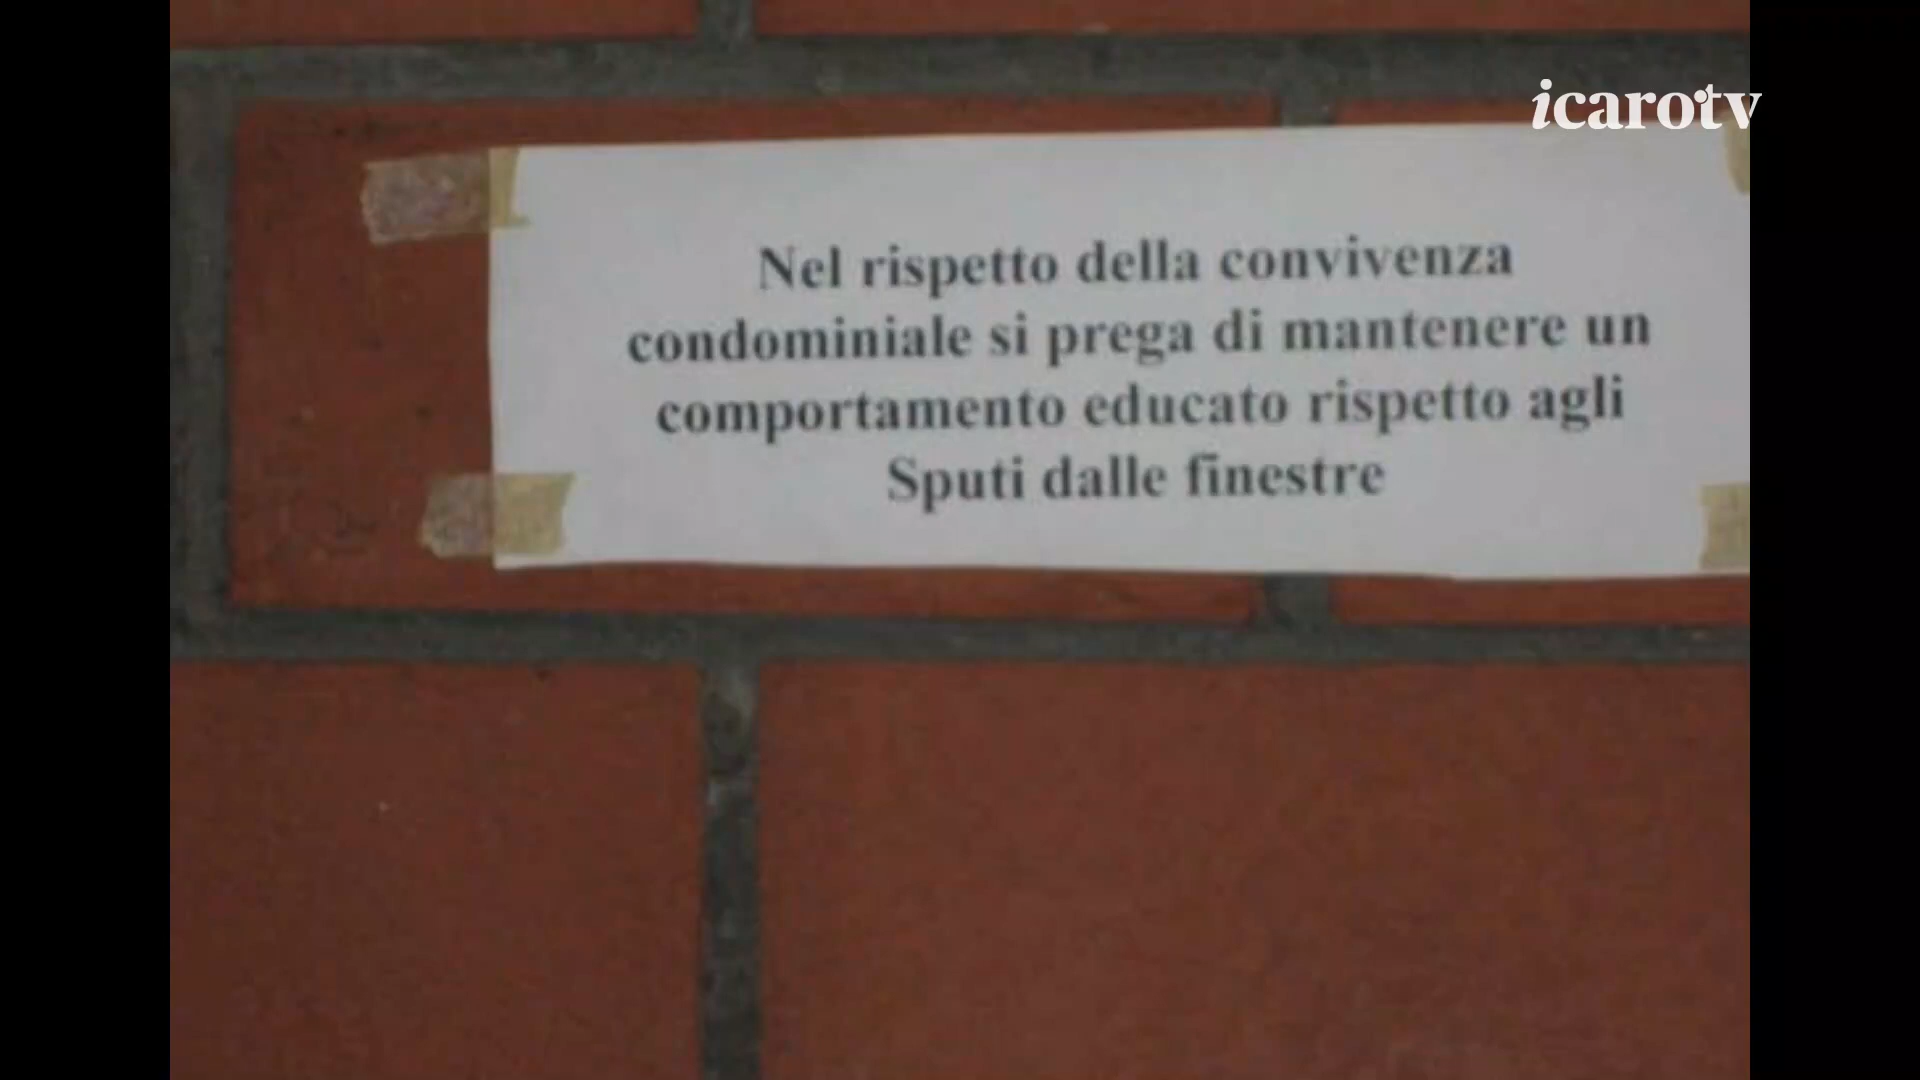 icarotv
Nel rispetto della convivenza
condominiale si prega di mantenere un
comportamento educato rispetto agli
Sputi dalle finestre